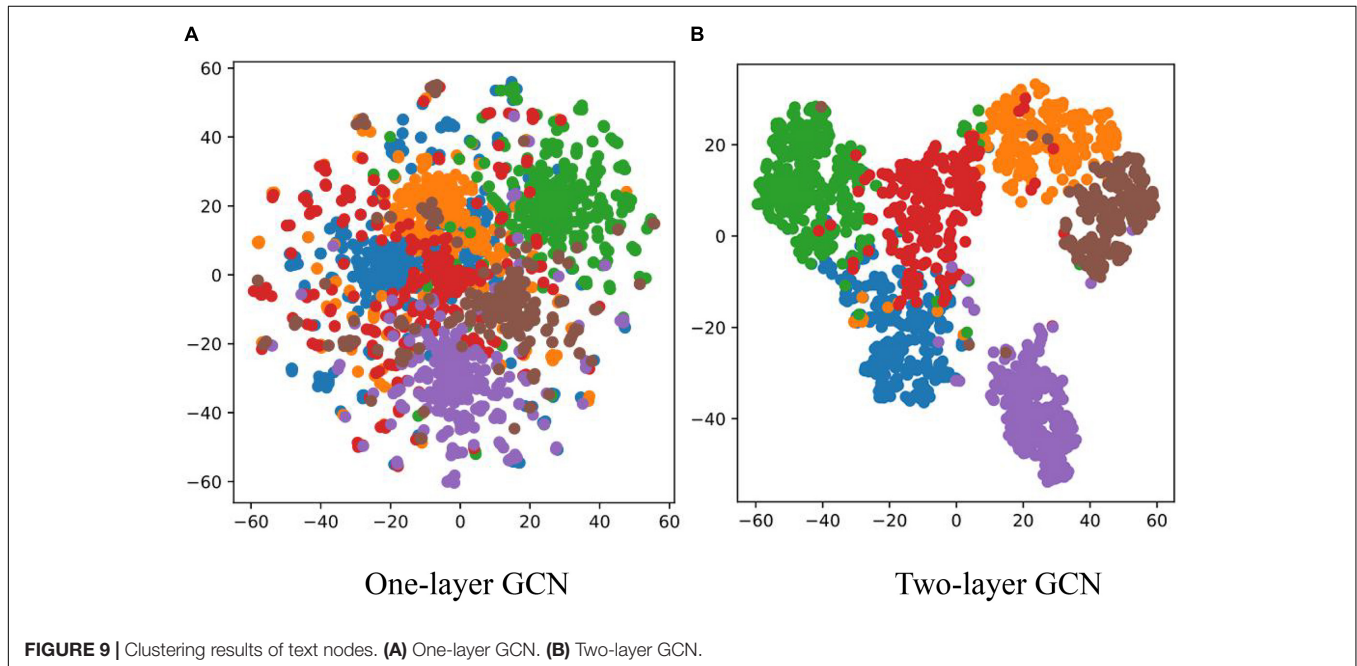 A
B
60
40
20
0
−20
−40
−60
−60 −40 −20 0 20 40 60
20
0
−20
−40
−60 −40 −20 0 20 40 60
One-layer GCN
Two-layer GCN
FIGURE 9 | Clustering results of text nodes. (A) One-layer GCN. (B) Two-layer GCN.